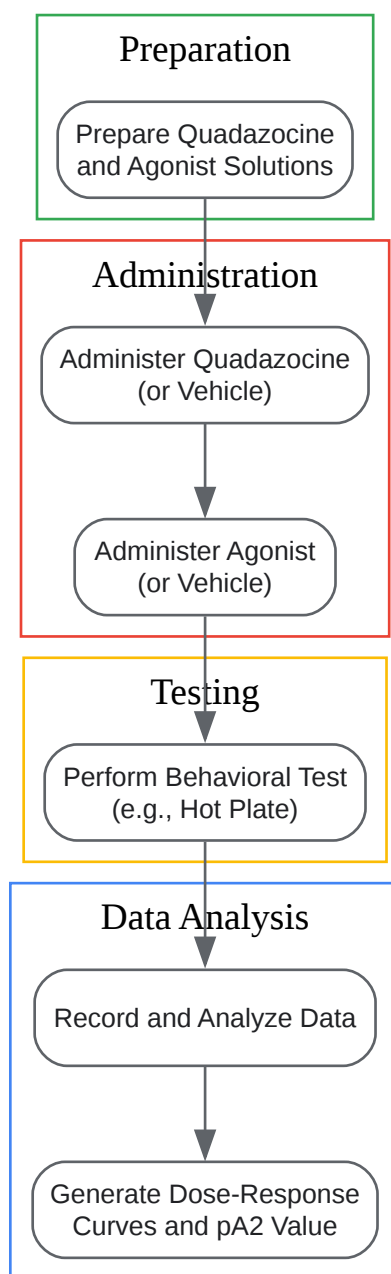 Preparation
Prepare Quadazocine
and Agonist Solutions
Administration
Administer Quadazocine
(or Vehicle)
Administer Agonist
(or Vehicle)
Testing
Perform Behavioral Test
(e.g., Hot Plate)
Data Analysis
Record and Analyze Data
Generate Dose-Response
Curves and pA2 Value